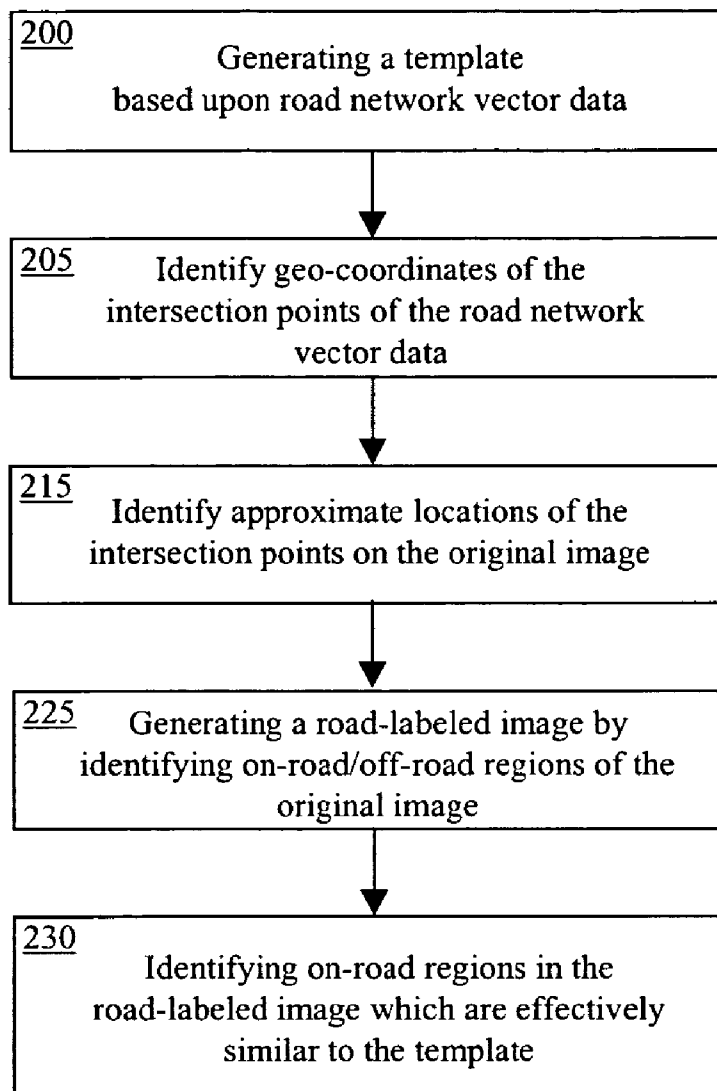 200
Generating a template
based upon road network vector data
205
Identify geo-coordinates of the
intersection points of the road network
vector data
215
Identify approximate locations of the
intersection points on the original image
225
Generating a road-labeled image by
identifying on-road/off-road regions of the
original image
230
Identifying on-road regions in the
road-labeled image which are effectively
similar to the template